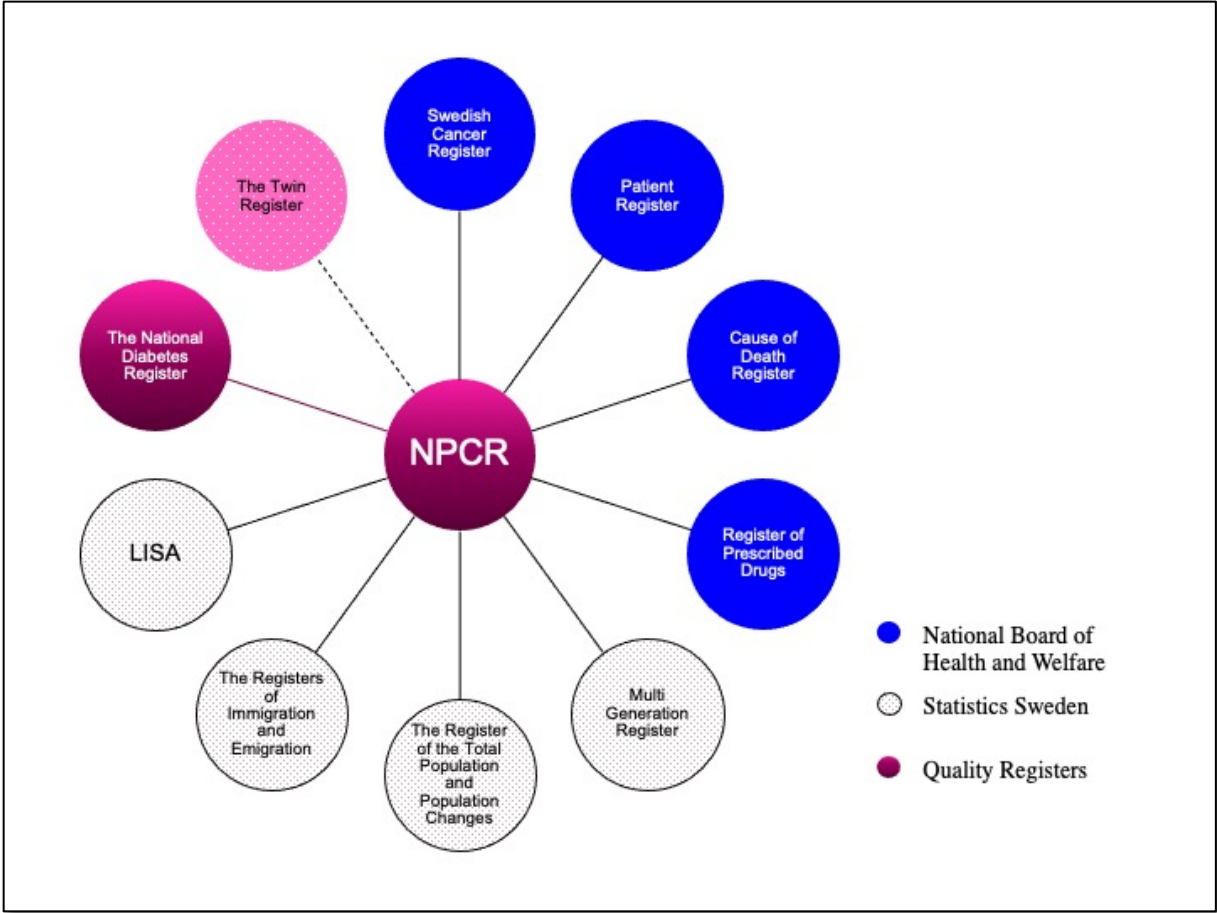 Swedish
Cancer
Register
The Twin
Register
Patient
Register
The National
Diabetes
Register
Cause of
Death
Register
NPCR
LISA
Register of
Prescribed
Drugs
The Registers
of
Immigration
and
Emigration
The Register
of the Total
Population
and
Population
Changes
Multi
Generation
Register
National Board of
Health and Welfare
Statistics Sweden
Quality Registers